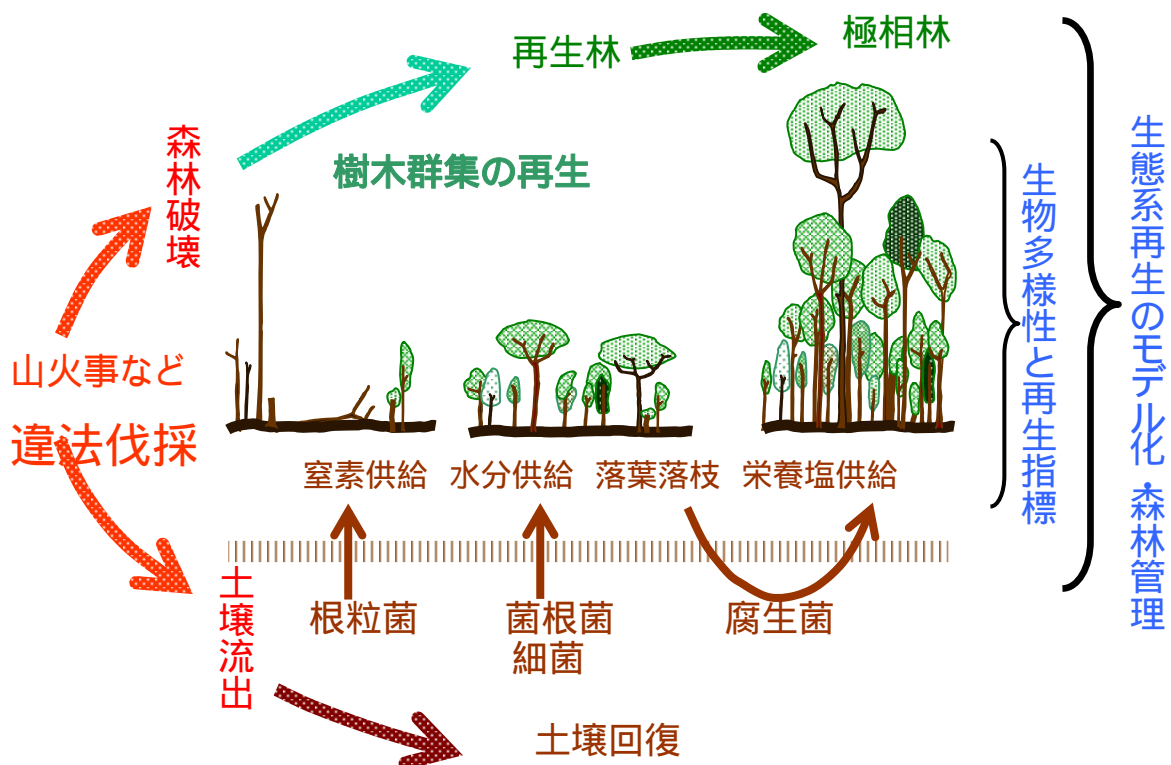 再生林
極相林
森林破壊
樹木群集の再生
山火事など
違法伐採
窒素供給
水分供給
落葉落枝
栄養塩供給
土壌流出
根粒菌
菌根菌
細菌
腐生菌
土壌回復
生物多様性と再生指標
生態系再生のモデル化・森林管理